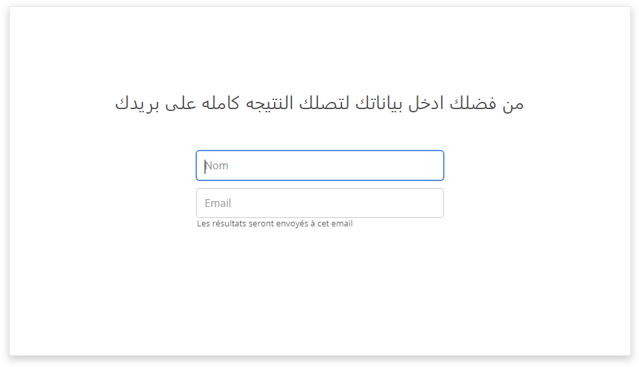 من فضلك ادخل بياناتك لتصلك النتيجه كامله على بريدك
Nom
Email
Les résultats seront envoyés à cet email